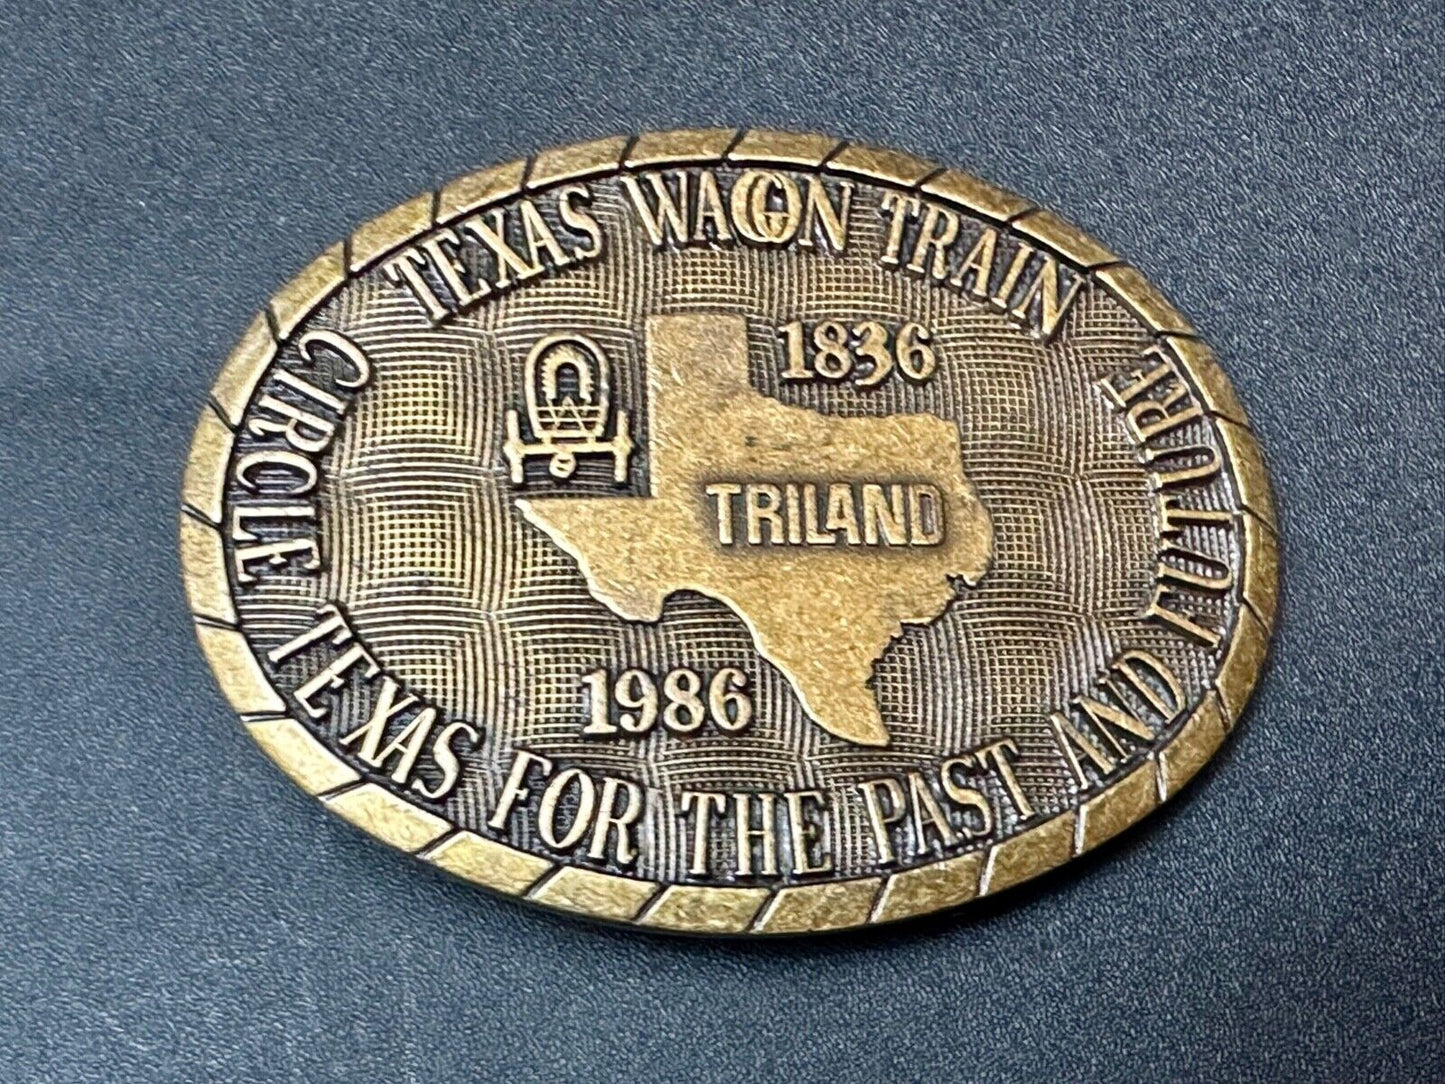 TEXAS WAGON TRAIN
1836
TRILAND
1986
CIRCLE TEXAS FOR THE PAST AND FUTURE